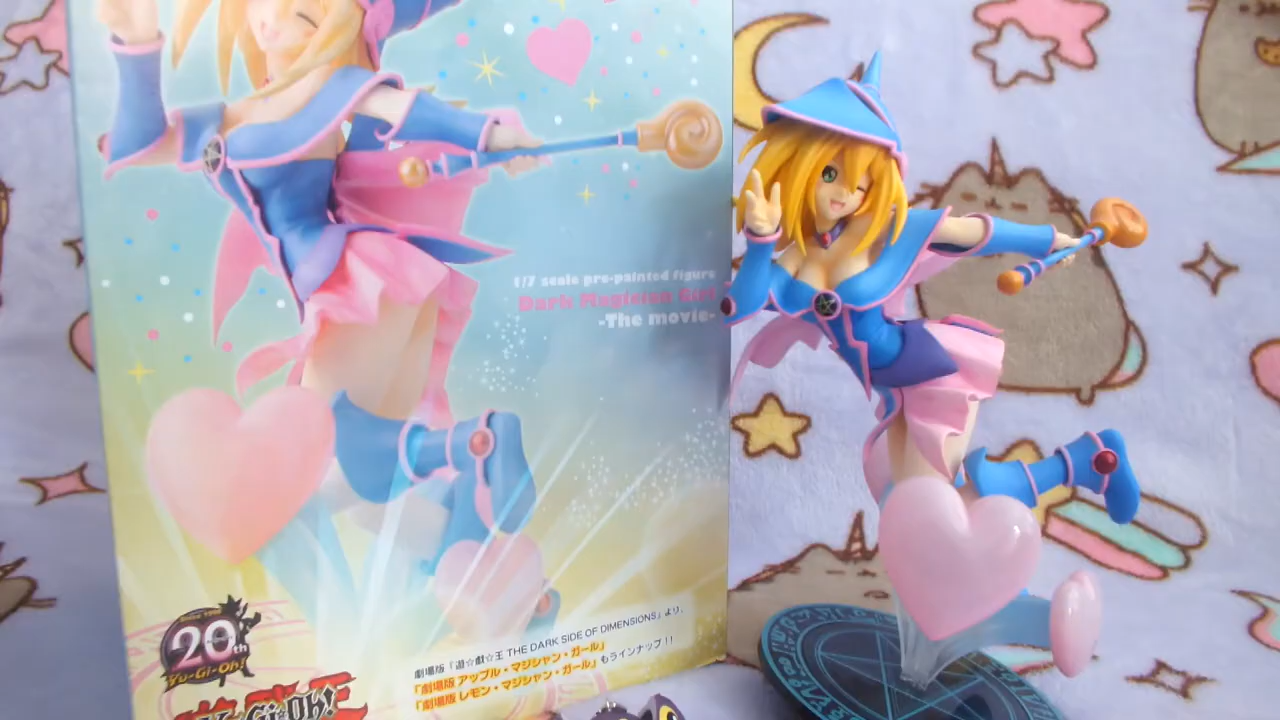 1/7 scale pre-painted figure
Dark Magician Girl
-The movie-
20th
Yu-Gi-Oh!
劇場版『遊☆戯☆王 THE DARK SIDE OF DIMENSIONS』より、
「劇場版 アップル・マジシャン・ガール」
「劇場版 レモン・マジシャン・ガール」もラインナップ!!
Yu-Gi-Oh!